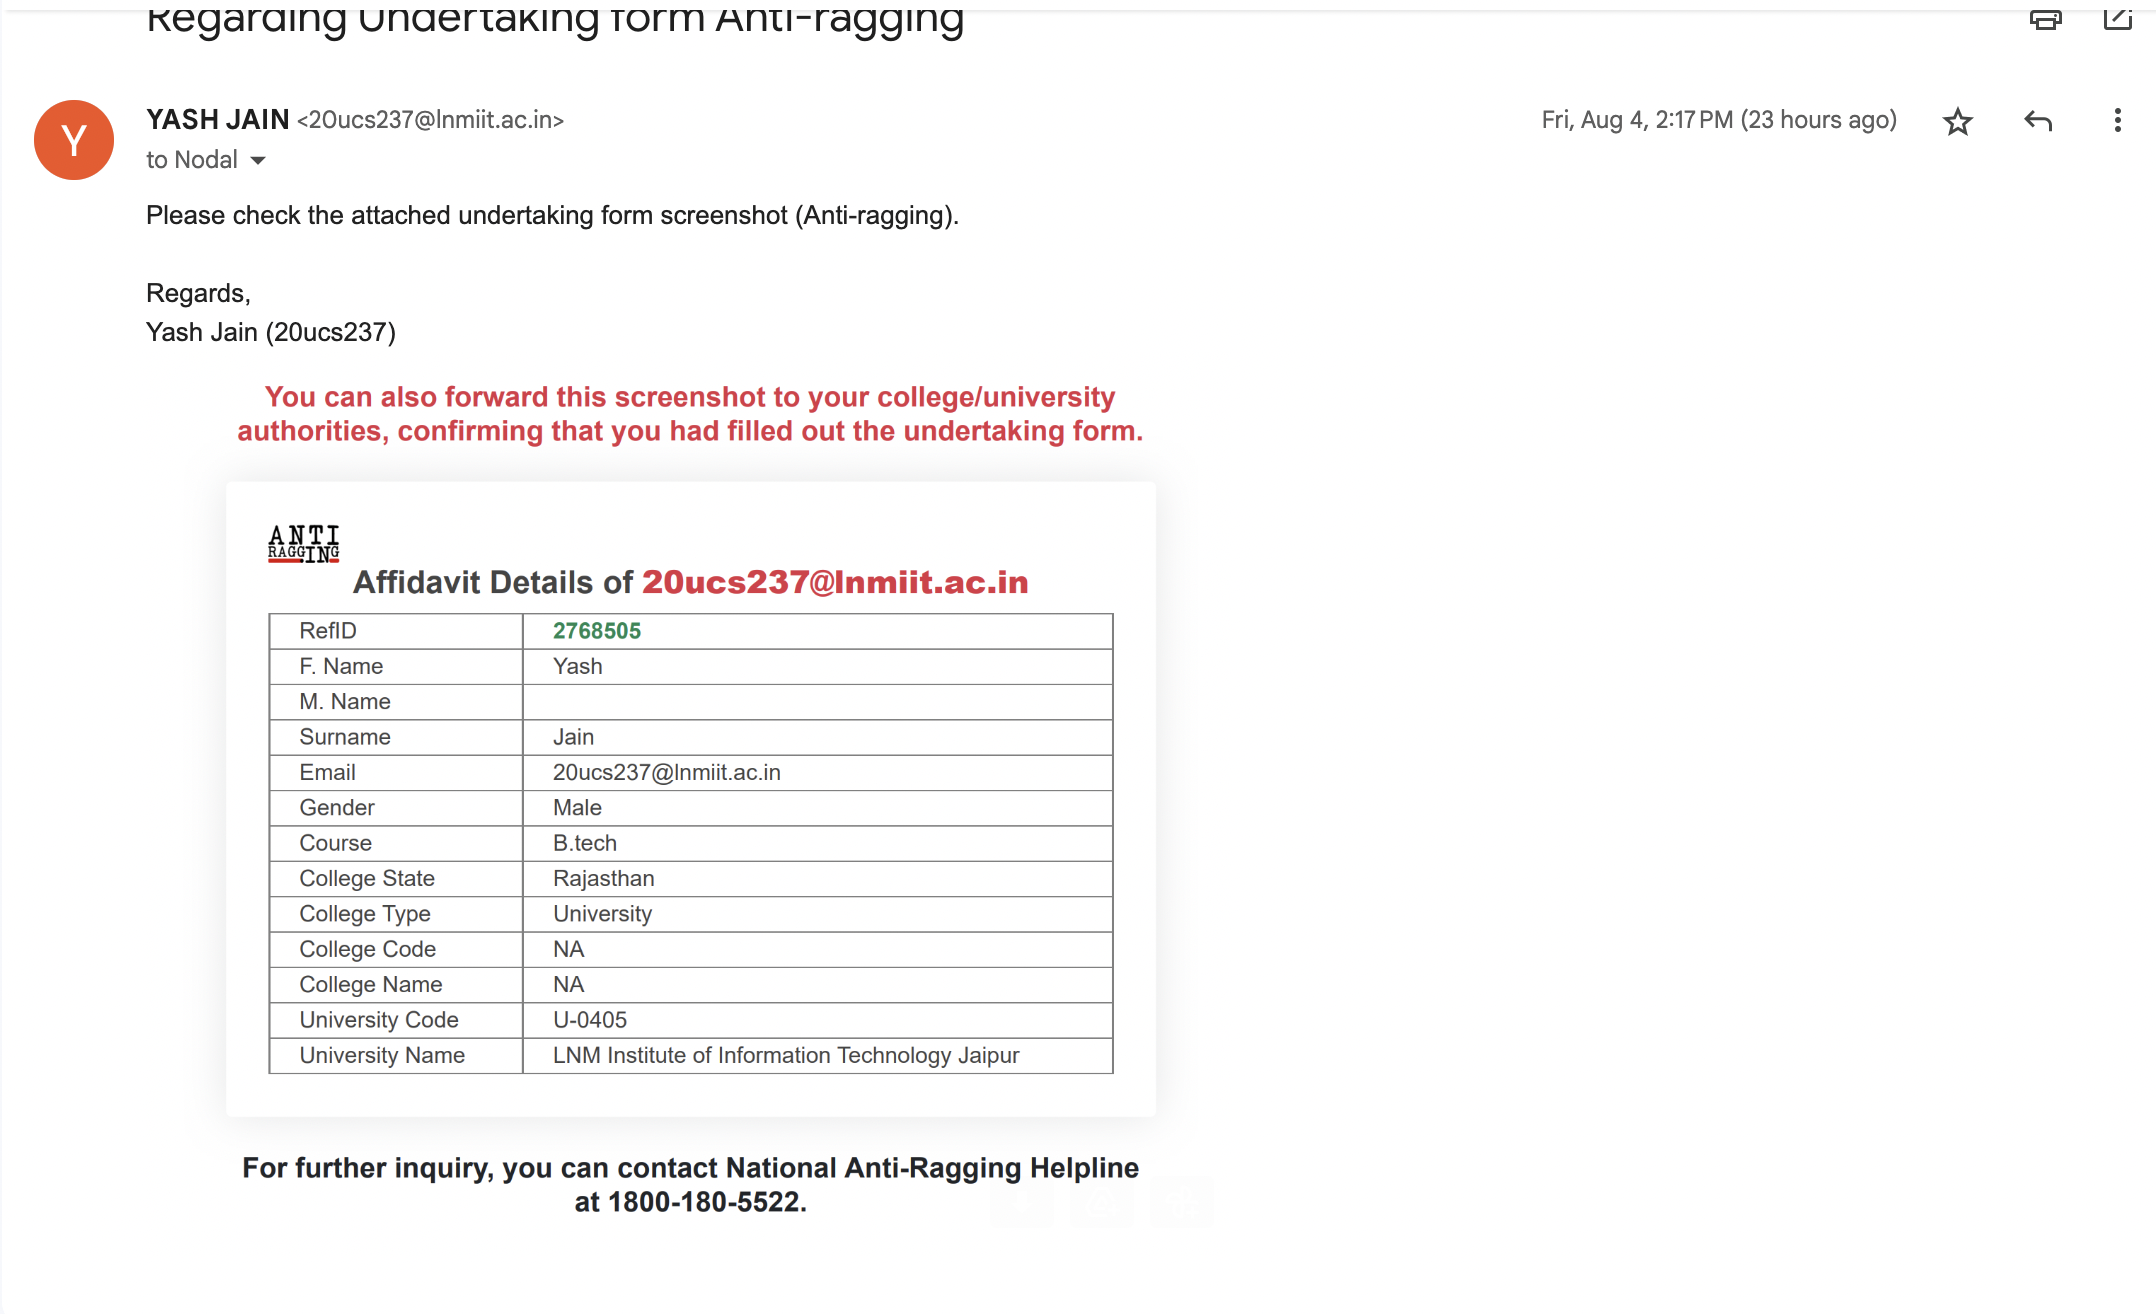 Regarding Undertaking form Anti-ragging
Y
YASH JAIN <20ucs237@lnmiit.ac.in>
Fri, Aug 4, 2:17 PM (23 hours ago)
to Nodal
Please check the attached undertaking form screenshot (Anti-ragging).
Regards,
Yash Jain (20ucs237)
You can also forward this screenshot to your college/university
authorities, confirming that you had filled out the undertaking form.
ANTI
RAGGING
Affidavit Details of 20ucs237@lnmiit.ac.in
RefID 2768505
F. Name Yash
M. Name
Surname Jain
Email 20ucs237@lnmiit.ac.in
Gender Male
Course B.tech
College State Rajasthan
College Type University
College Code NA
College Name NA
University Code U-0405
University Name LNM Institute of Information Technology Jaipur
For further inquiry, you can contact National Anti-Ragging Helpline
at 1800-180-5522.